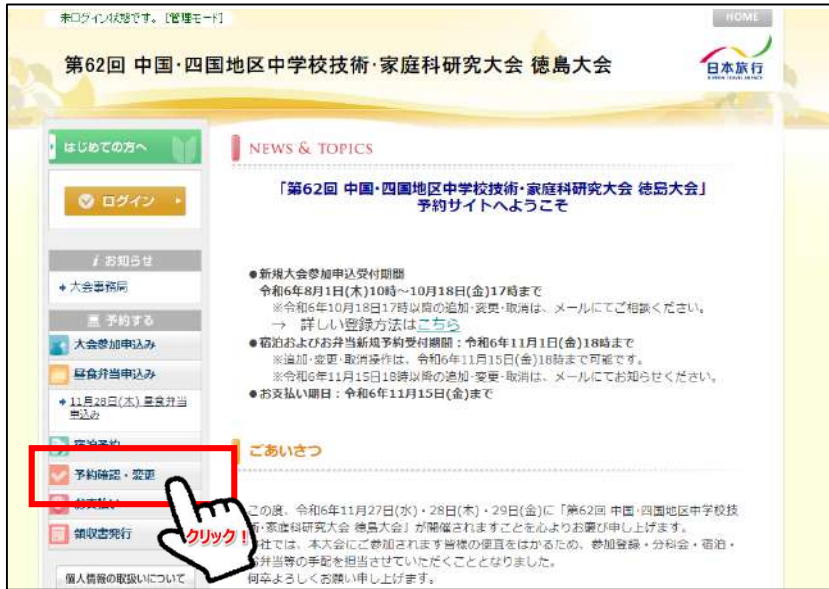 未ログイン状態です。【管理モード】
HOME
第62回 中国・四国地区中学校技術・家庭科研究大会 徳島大会
日本旅行
はじめての方へ
ログイン
お知らせ
大会事務局
予約する
大会参加申込み
昼食弁当申込み
11月28日(木) 昼食弁当
申込み
宿泊予約
予約確認・変更
お支払い
領収書発行
クリック！
個人情報の取扱いについて
NEWS & TOPICS
「第62回 中国・四国地区中学校技術・家庭科研究大会 徳島大会」
予約サイトへようこそ
●新規大会参加申込受付期間
令和6年8月1日(木)10時～10月18日(金)17時まで
※令和6年10月18日17時以降の追加・変更・取消は、メールにてご相談ください。
→ 詳しい登録方法はこちら
●宿泊およびお弁当新規予約受付期間：令和6年11月1日(金)18時まで
※追加・変更・取消操作は、令和6年11月15日(金)18時まで可能です。
※令和6年11月15日18時以降の追加・変更・取消は、メールにてお知らせください。
●お支払い期日：令和6年11月15日(金)まで
ごあいさつ
この度、令和6年11月27日(水)・28日(木)・29日(金)に「第62回 中国・四国地区中学校技
術・家庭科研究大会 徳島大会」が開催されますことを心よりお慶び申し上げます。
社では、本大会にご参加されます皆様の便宜をはかるため、参加登録・分科会・宿泊・
お弁当等の手配を担当させていただくこととなりました。
何卒よろしくお願い申し上げます。